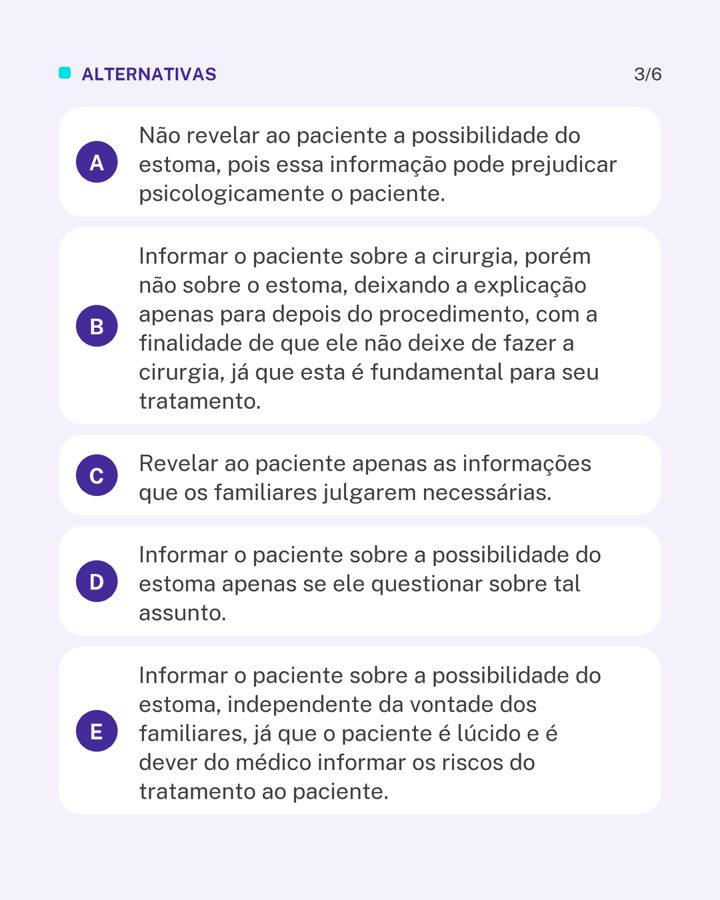 ALTERNATIVAS
3/6
A
Não revelar ao paciente a possibilidade do
estoma, pois essa informação pode prejudicar
psicologicamente o paciente.
B
Informar o paciente sobre a cirurgia, porém
não sobre o estoma, deixando a explicação
apenas para depois do procedimento, com a
finalidade de que ele não deixe de fazer a
cirurgia, já que esta é fundamental para seu
tratamento.
C
Revelar ao paciente apenas as informações
que os familiares julgarem necessárias.
D
Informar o paciente sobre a possibilidade do
estoma apenas se ele questionar sobre tal
assunto.
E
Informar o paciente sobre a possibilidade do
estoma, independente da vontade dos
familiares, já que o paciente é lúcido e é
dever do médico informar os riscos do
tratamento ao paciente.